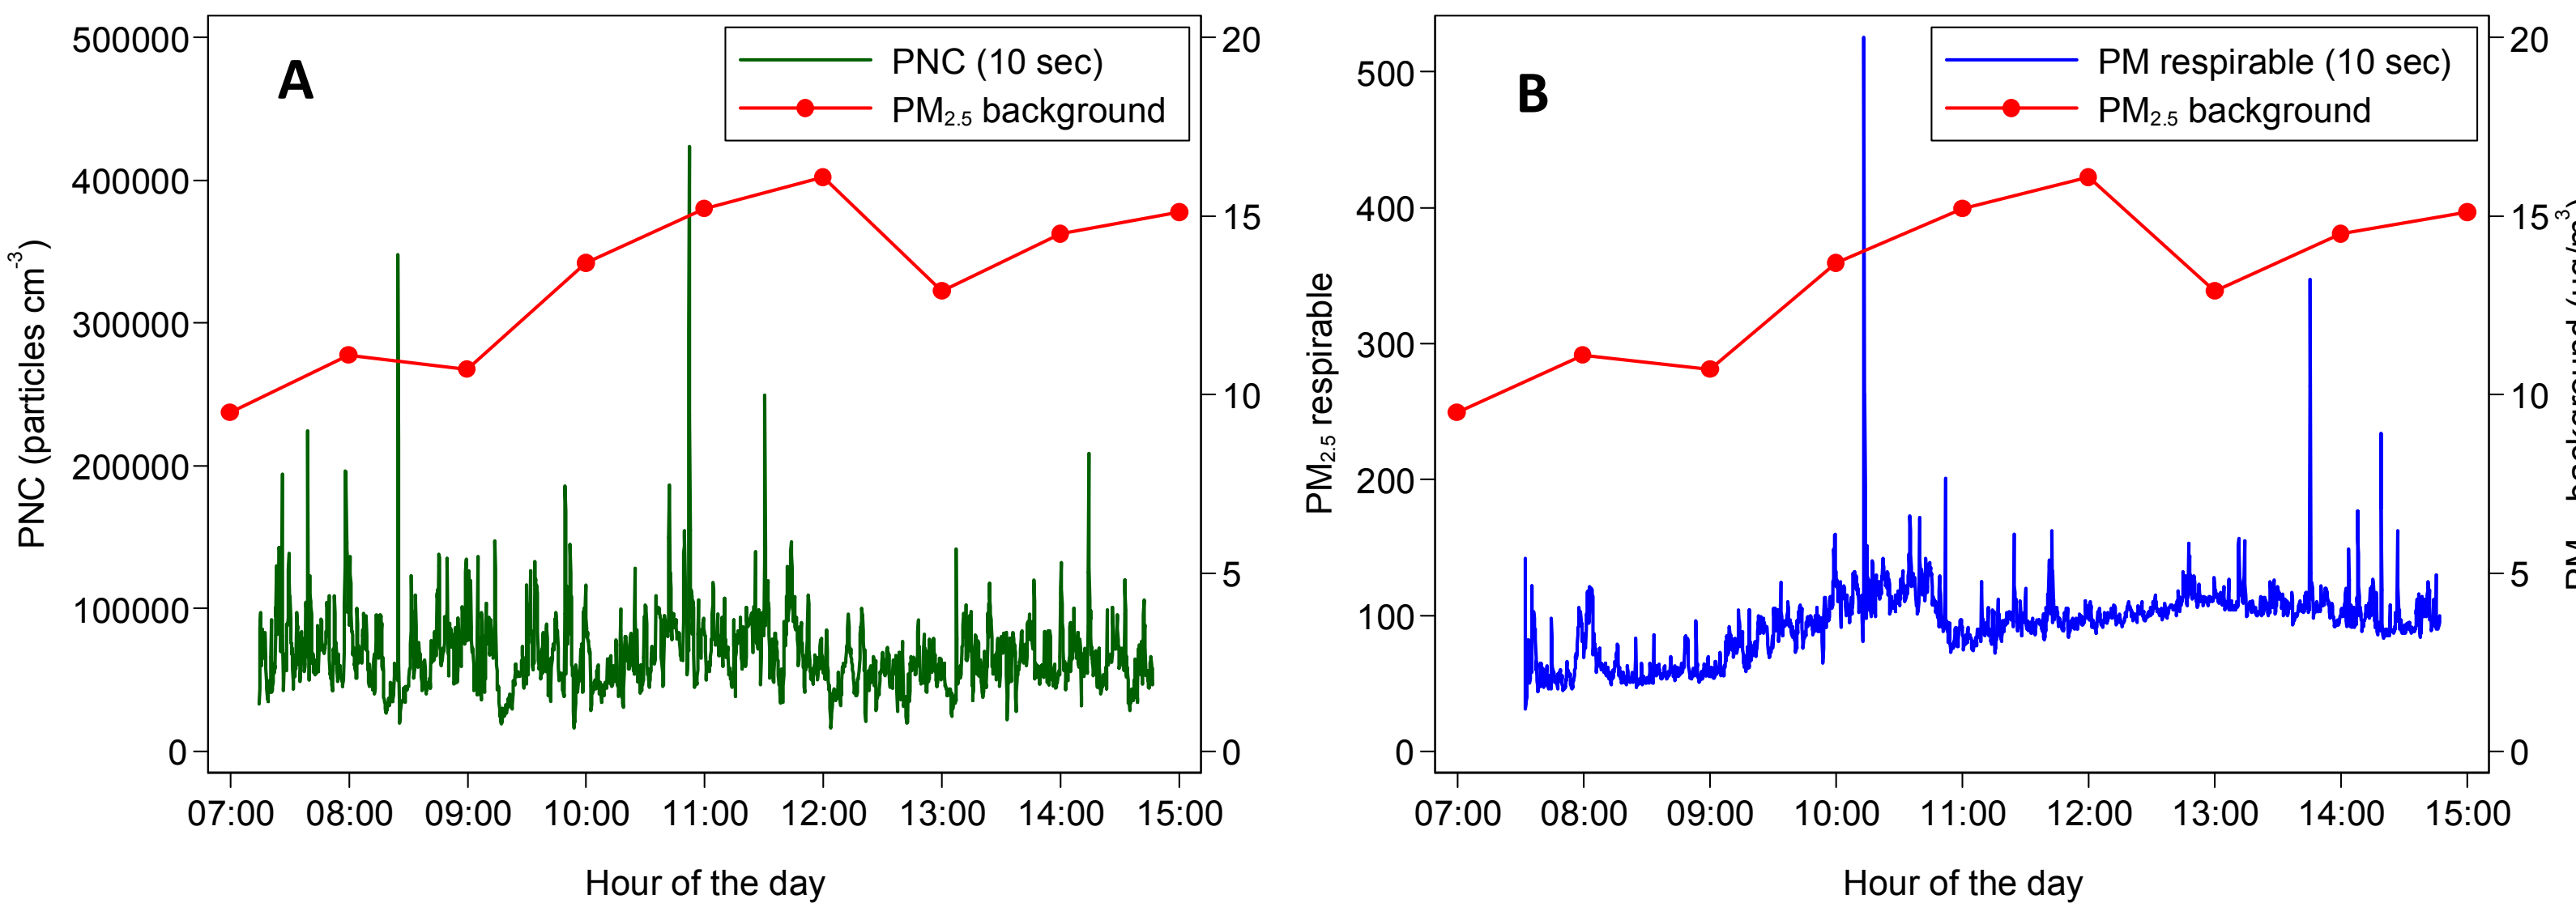 A
PNC (10 sec)
PM2.5 background
500000
400000
300000
200000
100000
0
20
15
10
5
0
PNC (particles cm-3)
07:00 08:00 09:00 10:00 11:00 12:00 13:00 14:00 15:00
Hour of the day
B
PM respirable (10 sec)
PM2.5 background
500
400
300
200
100
0
20
15
10
5
0
PM2.5 respirable
07:00 08:00 09:00 10:00 11:00 12:00 13:00 14:00 15:00
Hour of the day